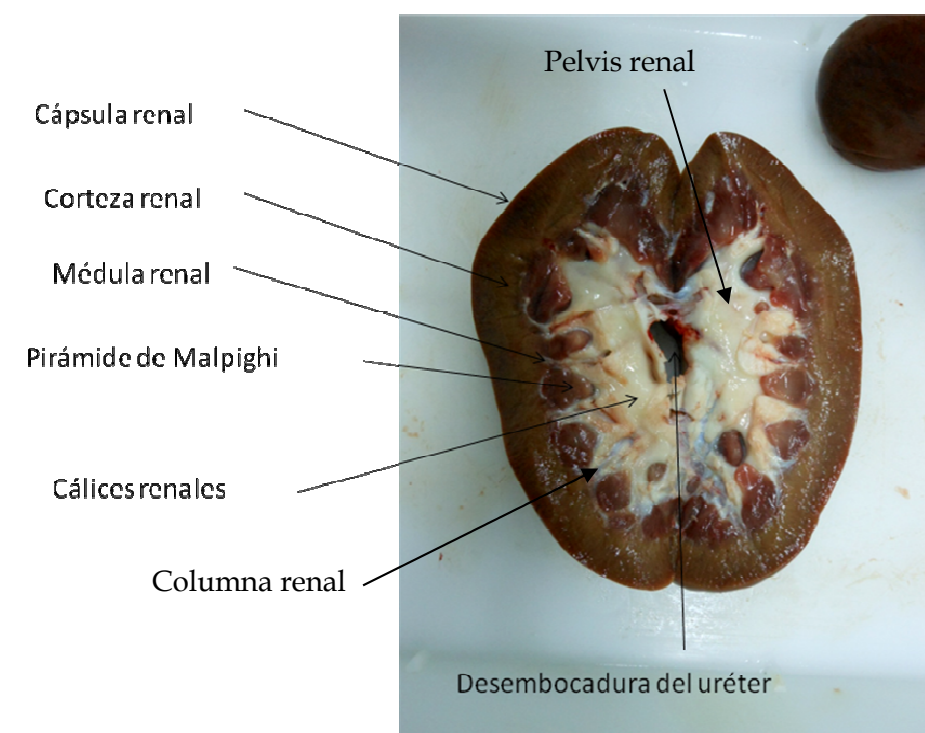 Pelvis renal
Cápsula renal
Corteza renal
Médula renal
Pirámide de Malpighi
Cálices renales
Columna renal
Desembocadura del uréter